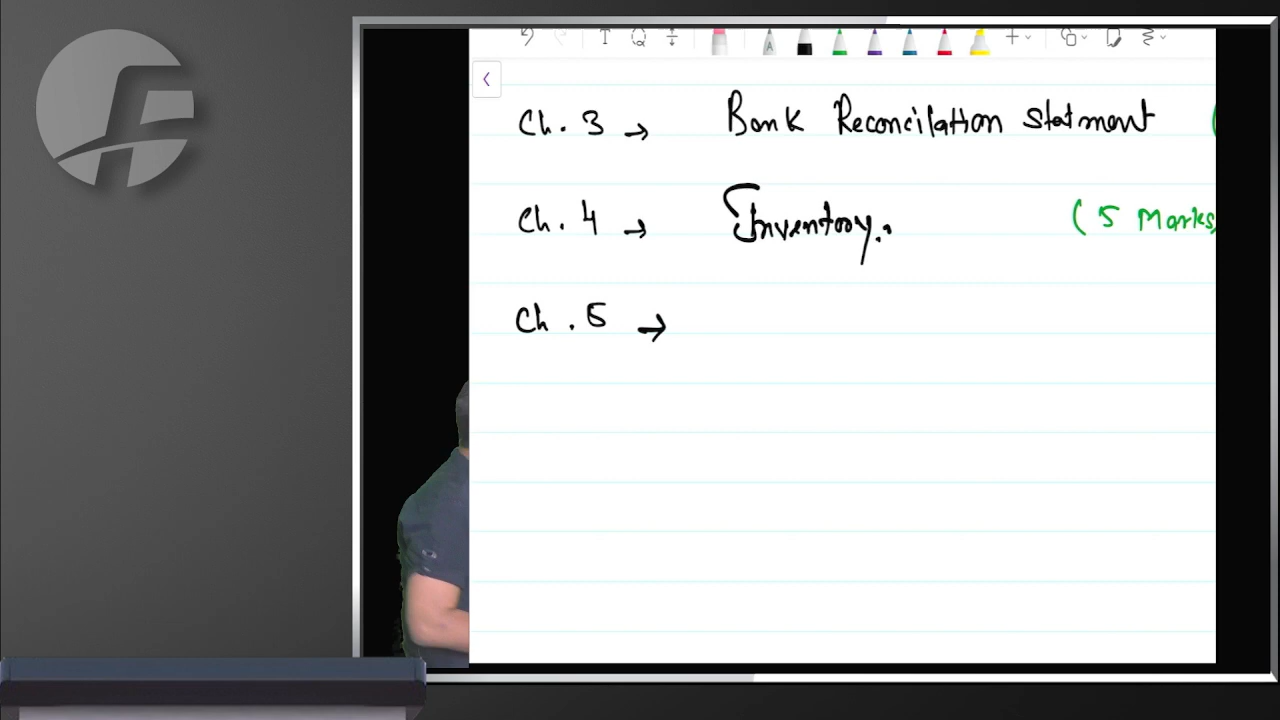 Ch. 3 → Bank Reconcilation Statment (
Ch. 4 → Inventory. (5 Marks)
Ch. 5 →